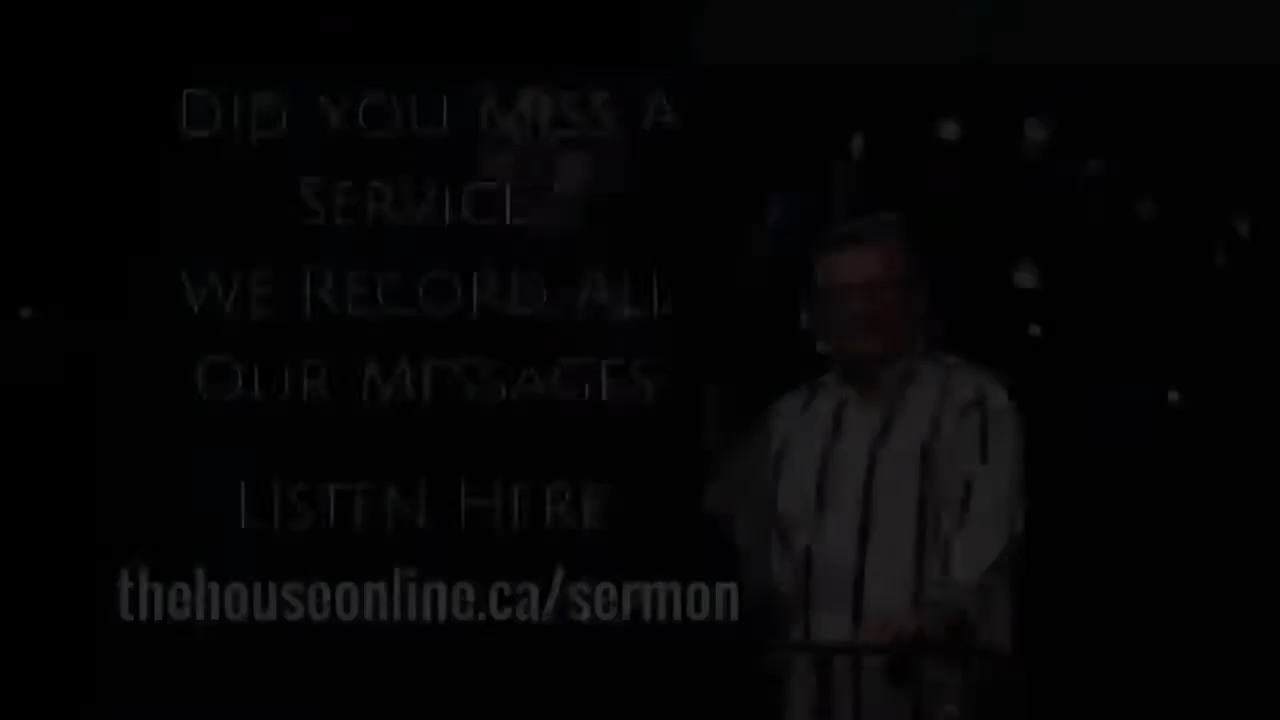 DID YOU MISS A
SERVICE
WE RECORD ALL
OUR MESSAGES
LISTEN HERE
thehouseonline.ca/sermon